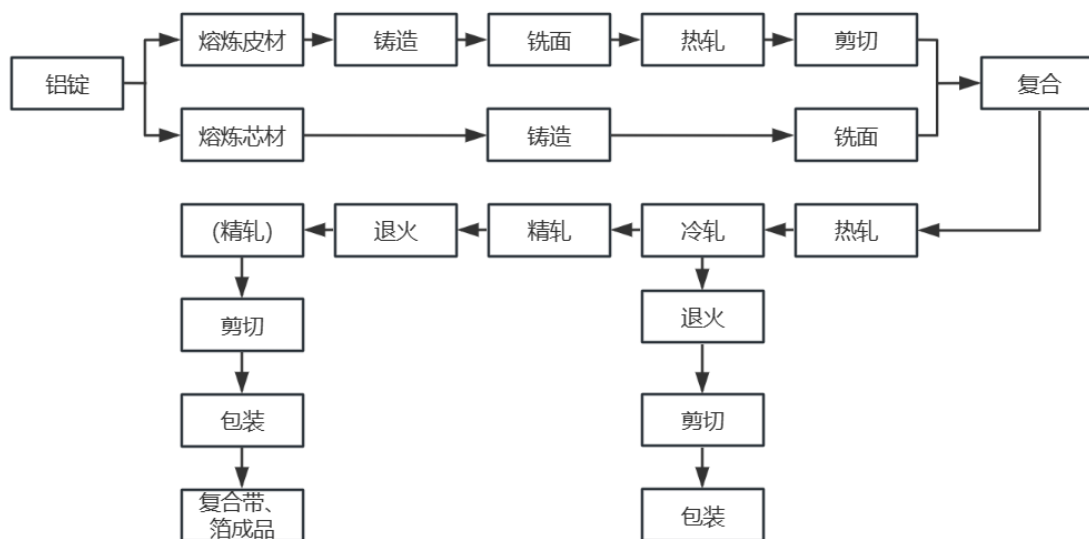 熔炼皮材
铸造
铣面
热轧
剪切
铝锭
复合
熔炼芯材
铸造
铣面
(精轧)
退火
精轧
冷轧
热轧
剪切
退火
包装
剪切
复合带、
箔成品
包装